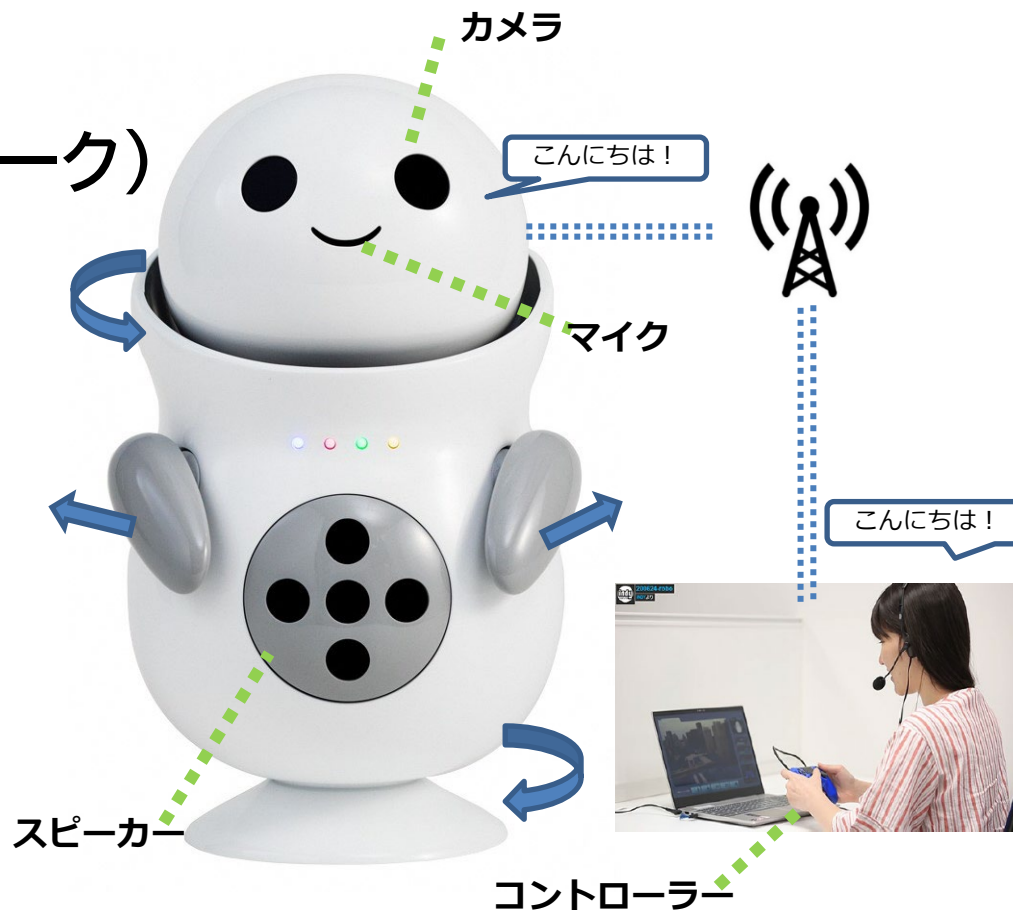 カメラ
ーク)
こんにちは！
マイク
こんにちは！
スピーカー
コントローラー